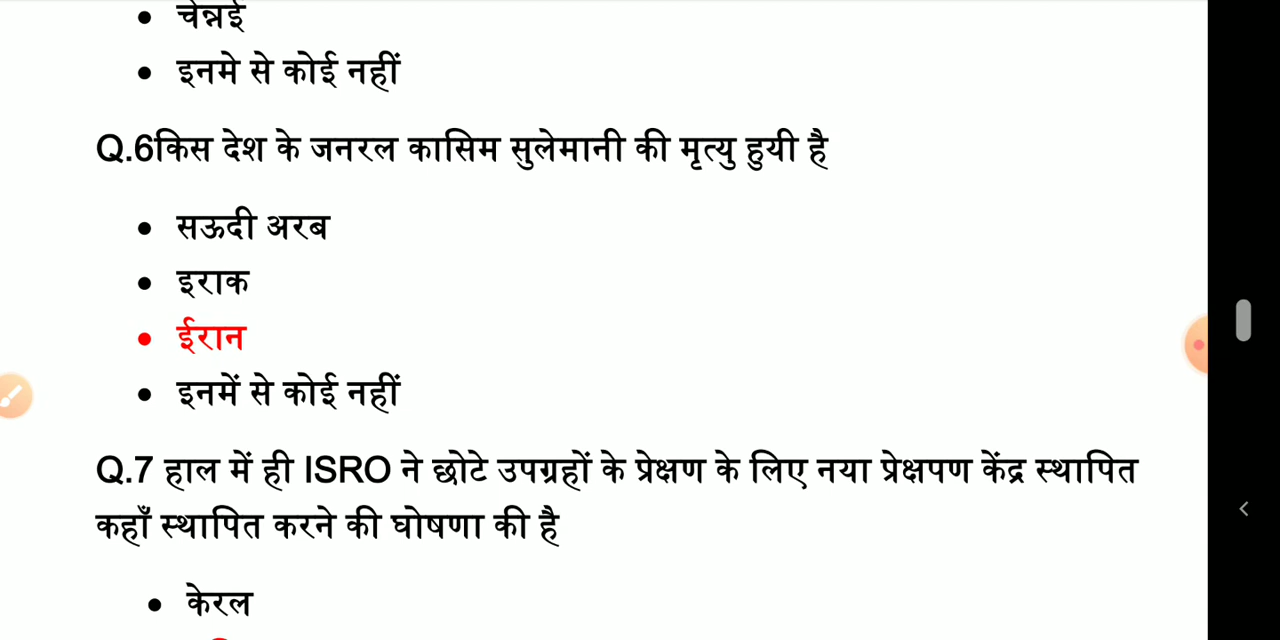 चेन्नई
इनमे से कोई नहीं
Q.6किस देश के जनरल कासिम सुलेमानी की मृत्यु हुयी है
सऊदी अरब
इराक
ईरान
इनमें से कोई नहीं
Q.7 हाल में ही ISRO ने छोटे उपग्रहों के प्रेक्षण के लिए नया प्रेक्षपण केंद्र स्थापित
कहाँ स्थापित करने की घोषणा की है
केरल